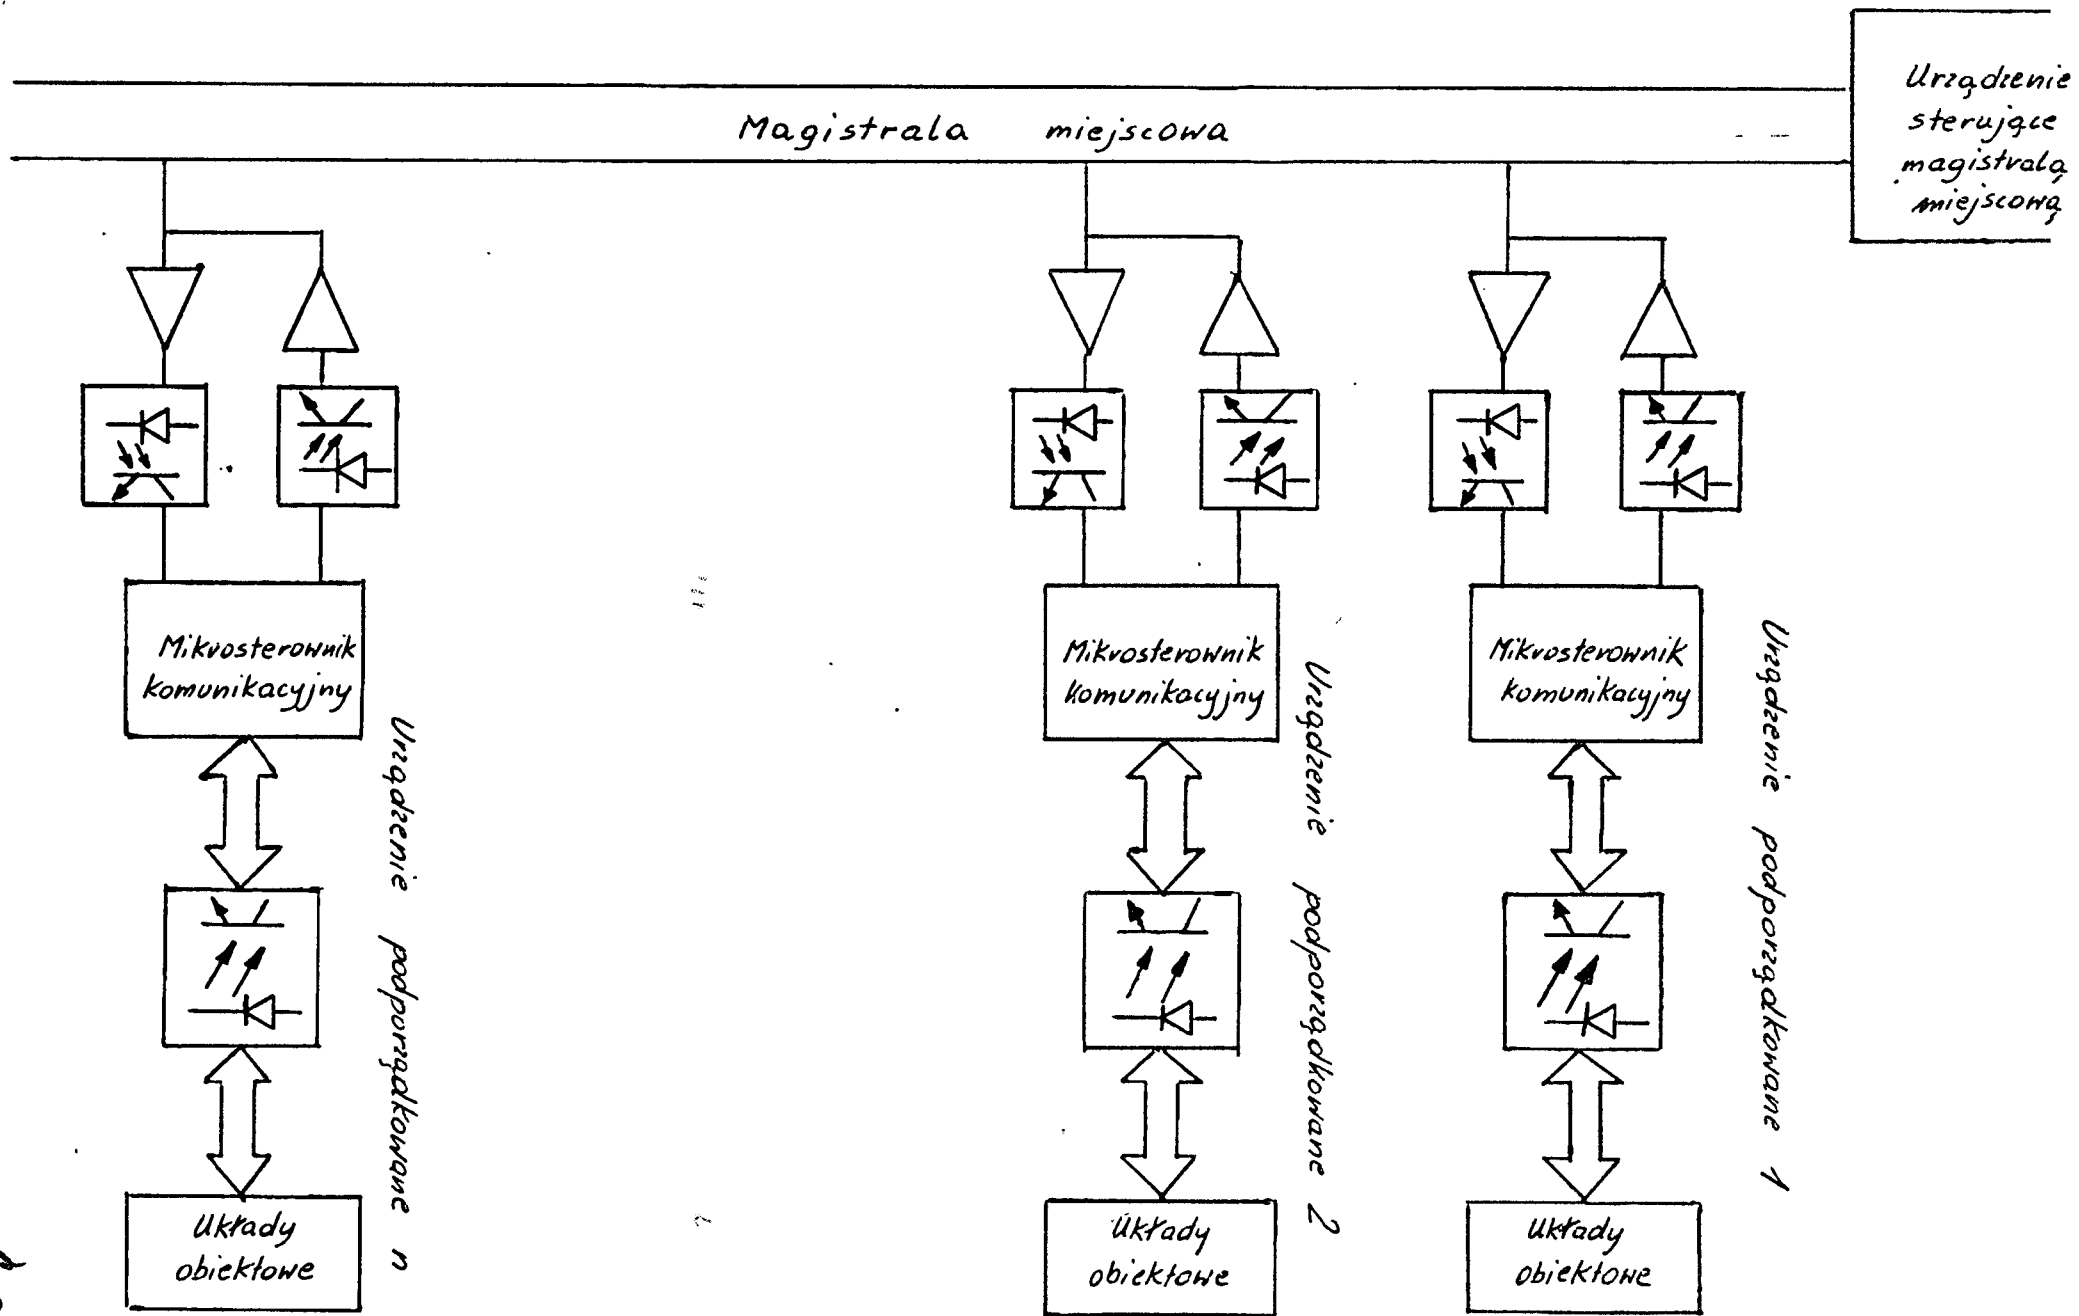 Magistrala miejscowa
Urządzenie
sterujące
magistralą
miejscową
Mikrosterownik
komunikacyjny
Urządzenie podporządkowane n
Układy
obiektowe
Mikrosterownik
komunikacyjny
Urządzenie podporządkowane 2
Układy
obiektowe
Mikrosterownik
komunikacyjny
Urządzenie podporządkowane 1
Układy
obiektowe